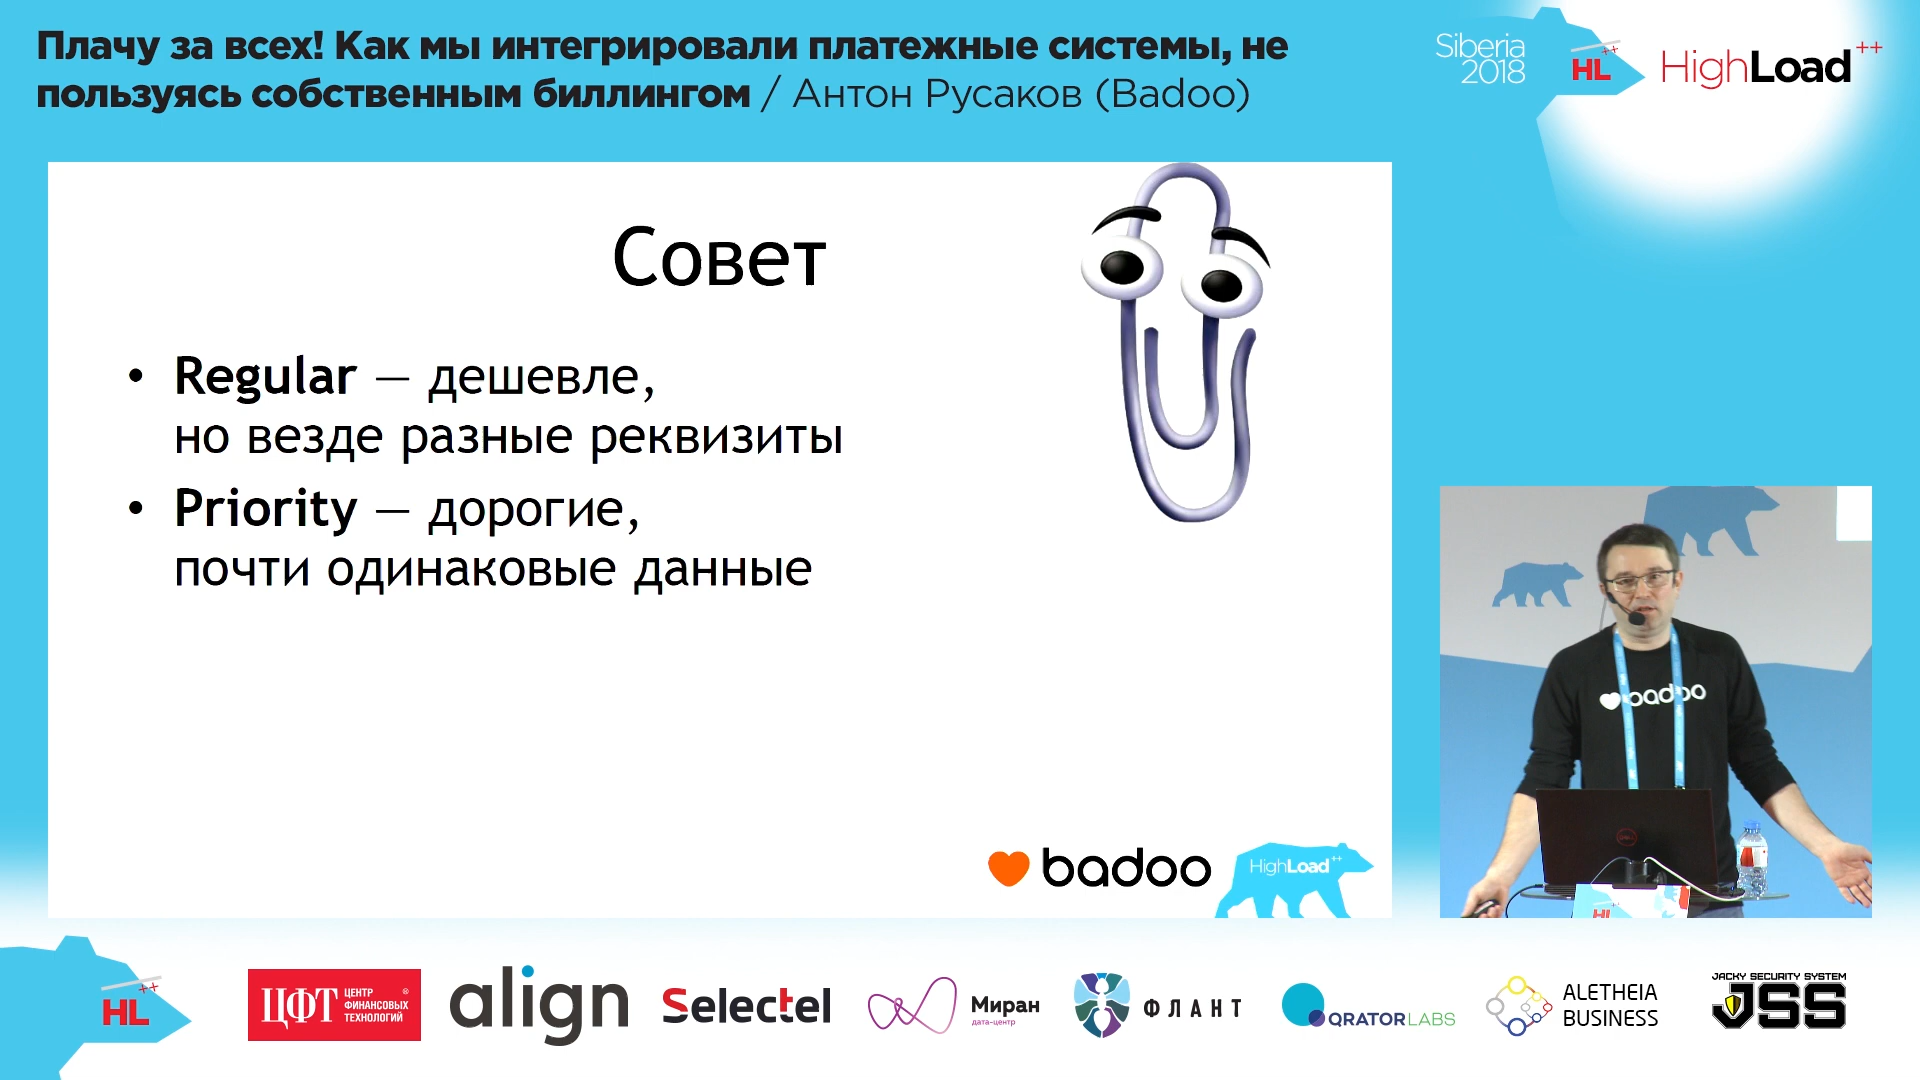 Плачу за всех! Как мы интегрировали платежные системы, не
пользуясь собственным биллингом / Антон Русаков (Badoo)
Siberia
2018
HL++
HighLoad++
Совет
• Regular — дешевле,
но везде разные реквизиты
• Priority — дорогие,
почти одинаковые данные
badoo
HighLoad++
badoo
DELL
HL
HL++
ЦФТ
ЦЕНТР
ФИНАНСОВЫХ
ТЕХНОЛОГИЙ
®
align
Selectel
Миран
дата-центр
ФЛАНТ
QRATOR LABS
ALETHEIA
BUSINESS
JACKY SECURITY SYSTEM
JSS